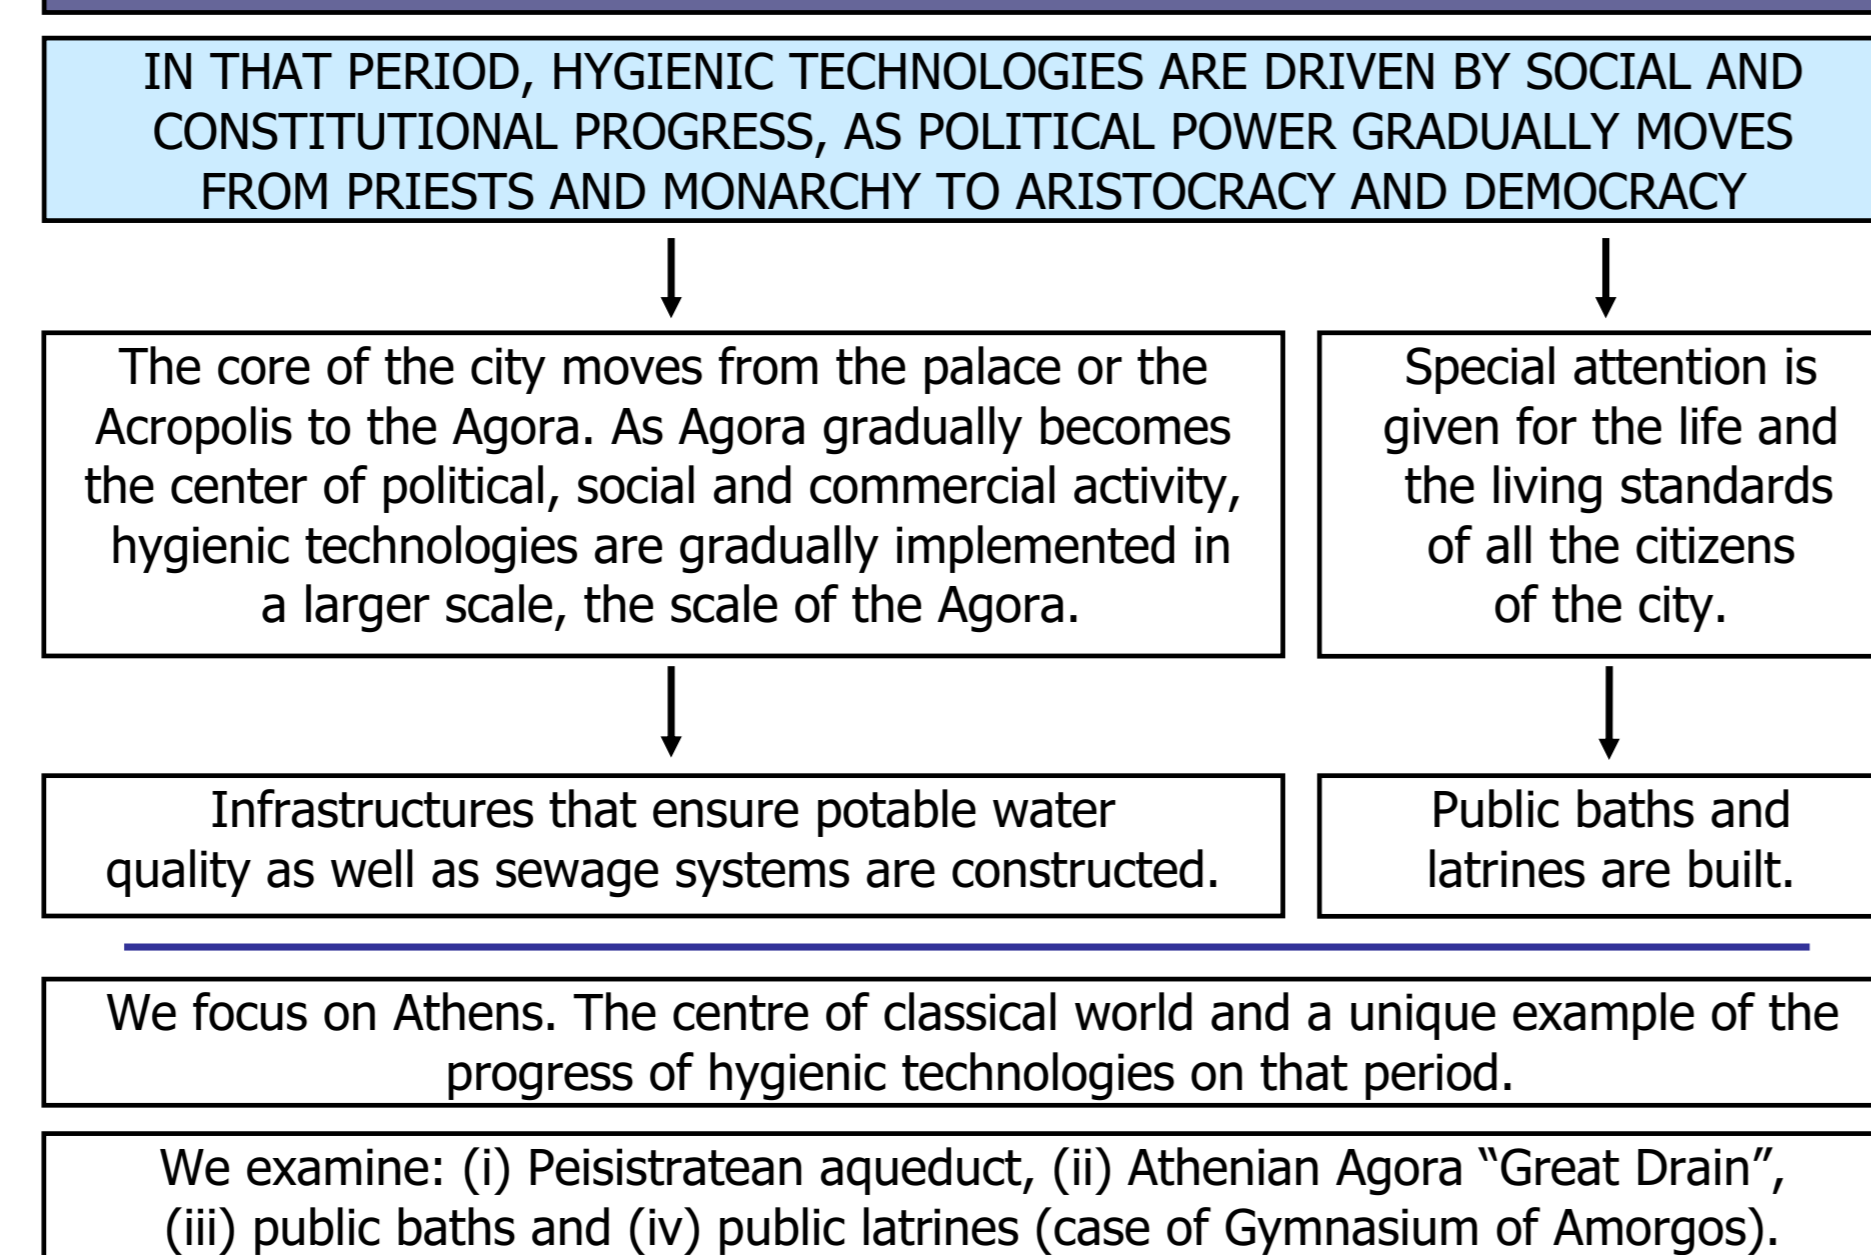 IN THAT PERIOD, HYGIENIC TECHNOLOGIES ARE DRIVEN BY SOCIAL AND
CONSTITUTIONAL PROGRESS, AS POLITICAL POWER GRADUALLY MOVES
FROM PRIESTS AND MONARCHY TO ARISTOCRACY AND DEMOCRACY
The core of the city moves from the palace or the
Acropolis to the Agora. As Agora gradually becomes
the center of political, social and commercial activity,
hygienic technologies are gradually implemented in
a larger scale, the scale of the Agora.
Special attention is
given for the life and
the living standards
of all the citizens
of the city.
Infrastructures that ensure potable water
quality as well as sewage systems are constructed.
Public baths and
latrines are built.
We focus on Athens. The centre of classical world and a unique example of the
progress of hygienic technologies on that period.
We examine: (i) Peisistratean aqueduct, (ii) Athenian Agora “Great Drain”,
(iii) public baths and (iv) public latrines (case of Gymnasium of Amorgos).